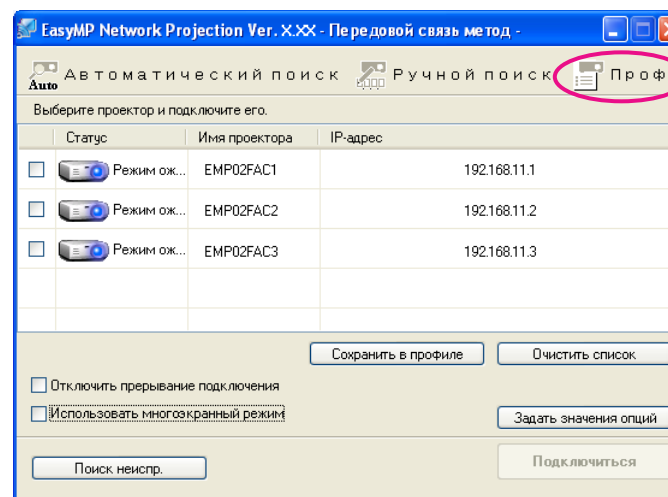 EasyMP Network Projection Ver. X.XX - Передовой связь метод -
Auto Автоматический поиск Ручной поиск Проф
Выберите проектор и подключите его.
Статус Имя проектора IP-адрес
Режим ож... EMP02FAC1 192.168.11.1
Режим ож... EMP02FAC2 192.168.11.2
Режим ож... EMP02FAC3 192.168.11.3
Сохранить в профиле Очистить список
Отключить прерывание подключения
Использовать многоэкранный режим
Задать значения опций
Поиск неиспр. Подключиться